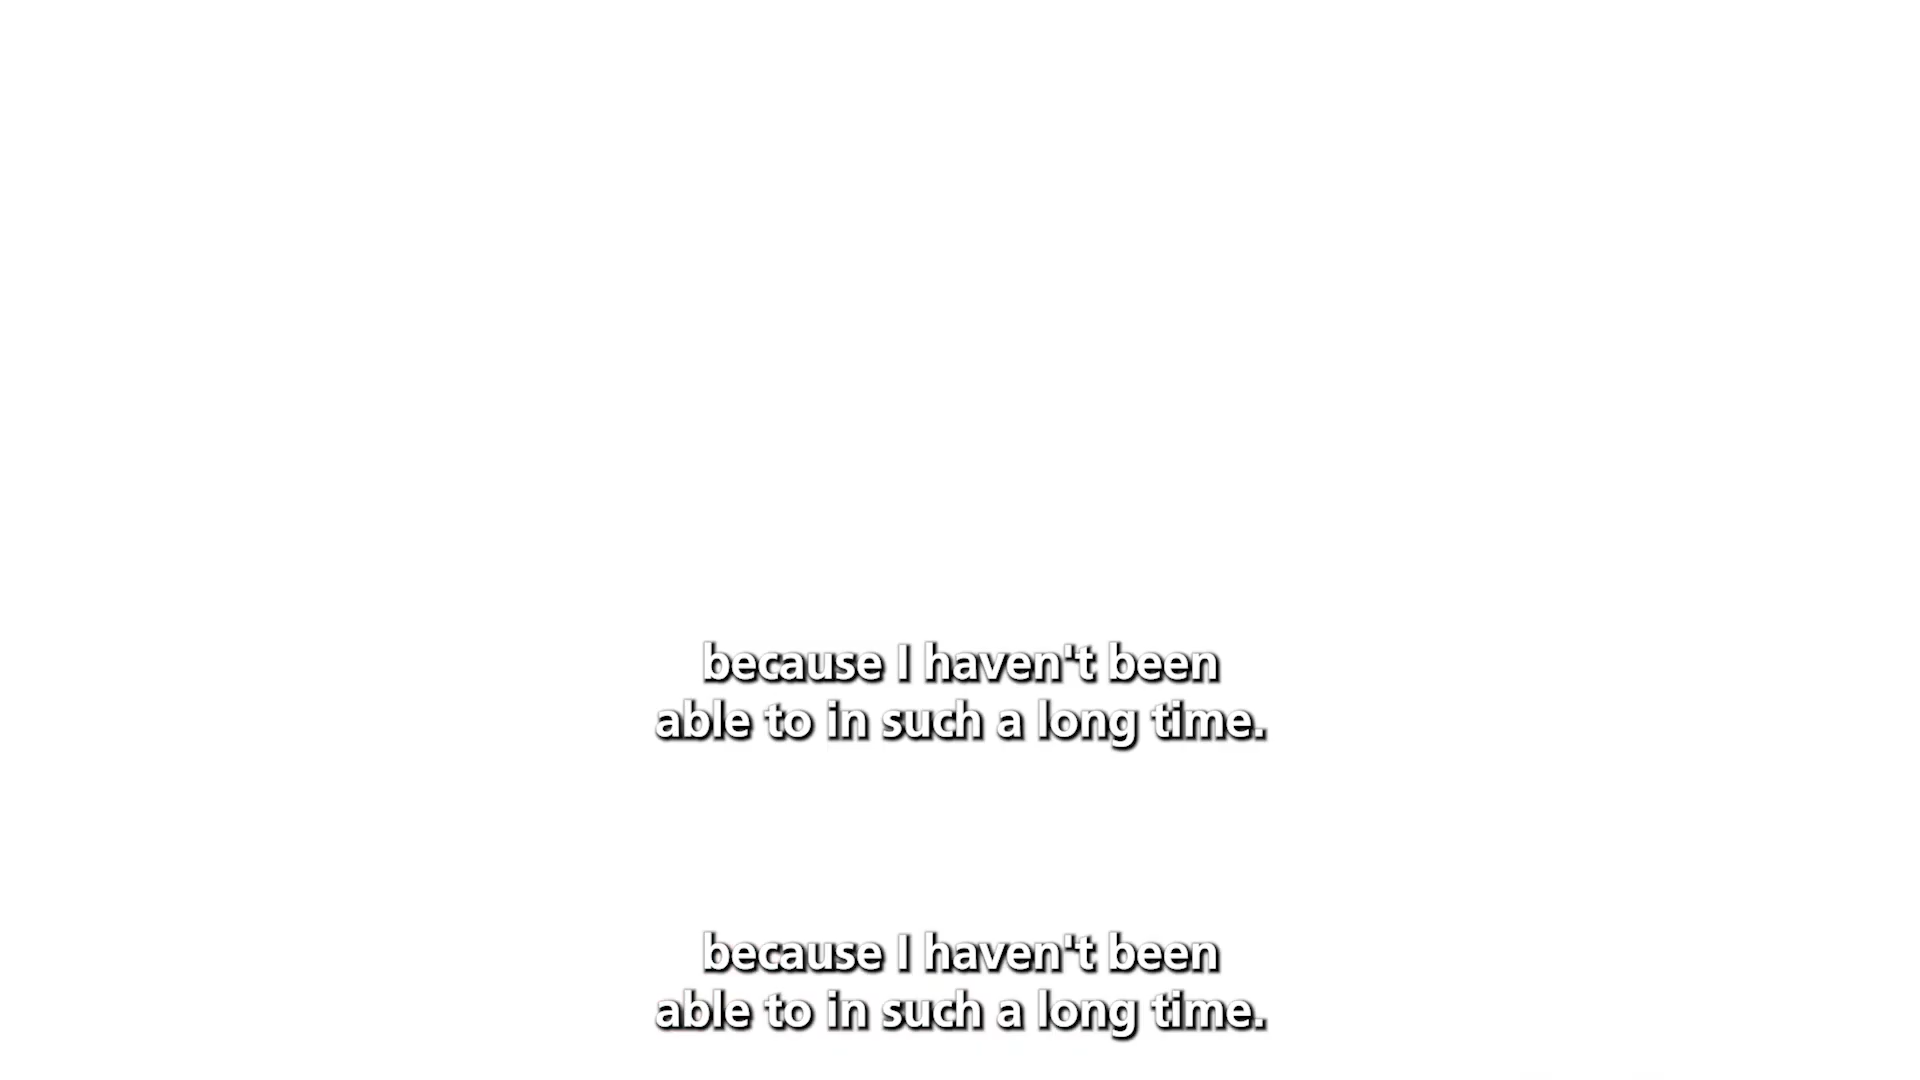 because I haven't been
able to in such a long time.
because I haven't been
able to in such a long time.